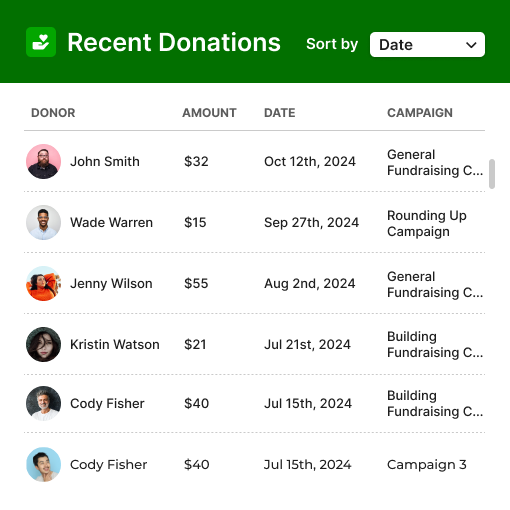 Recent Donations Sort by Date
DONOR AMOUNT DATE CAMPAIGN
John Smith $32 Oct 12th, 2024 General
Fundraising C...
Wade Warren $15 Sep 27th, 2024 Rounding Up
Campaign
Jenny Wilson $55 Aug 2nd, 2024 General
Fundraising C...
Kristin Watson $21 Jul 21st, 2024 Building
Fundraising C...
Cody Fisher $40 Jul 15th, 2024 Building
Fundraising C...
Cody Fisher $40 Jul 15th, 2024 Campaign 3